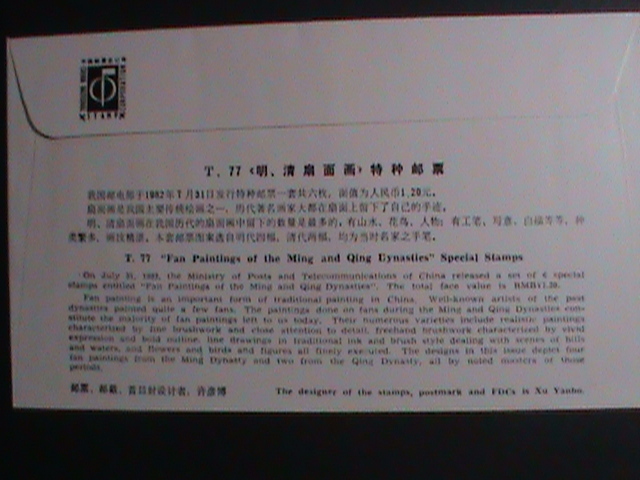 T. 77《明、清扇面画》特种邮票
我国邮电部于1982年7月31日发行特种邮票一套共六枚，面值为人民币1.20元。
扇面画是我国主要传统绘画之一，历代著名画家大都在扇面上留下了自己的手迹。
明、清扇面画在我国历代的扇面画中留下的数量是最多的，有山水、花鸟、人物；有工笔、写意、白描等等，种
类繁多，画技精湛。本套邮票图案选自明代四幅，清代两幅，均为当时名家之手笔。
T. 77 "Fan Paintings of the Ming and Qing Dynasties" Special Stamps
On July 31, 1982, the Ministry of Posts and Telecommunications of China released a set of 6 special
stamps entitled "Fan Paintings of the Ming and Qing Dynasties". The total face value is RMB¥1.20.
Fan painting is an important form of traditional painting in China. Well-known artists of the past
dynasties painted quite a few fans. The paintings done on fans during the Ming and Qing Dynasties con-
stitute the majority of fan paintings left to us today. Their numerous varieties include realistic paintings
characterized by fine brushwork and close attention to detail, freehand brushwork characterized by vivid
expression and bold outline, line drawings in traditional ink and brush style dealing with scenes of hills
and waters, and flowers and birds and figures all finely executed. The designs in this issue depict four
fan paintings from the Ming Dynasty and two from the Qing Dynasty, all by noted masters of those
periods.
邮票、邮戳、首日封设计者，许彦博
The designer of the stamps, postmark and FDCs is Xu Yanbo.